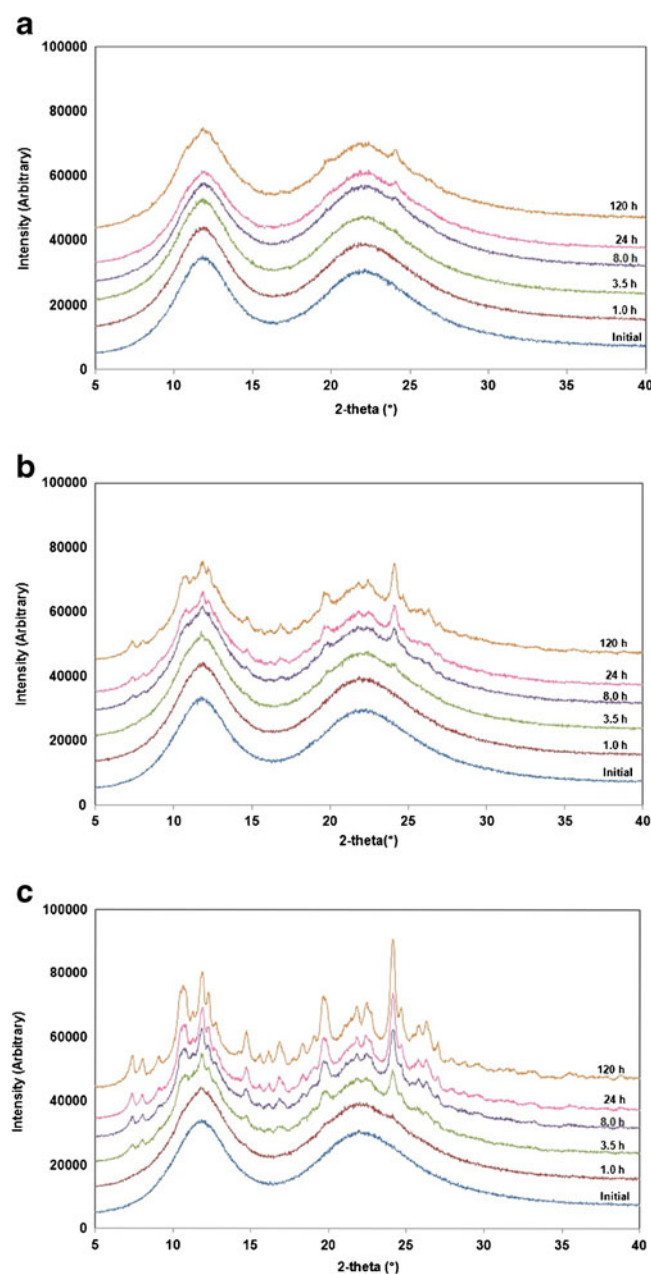 a
100000
80000
60000
40000
20000
0
Intensity (Arbitrary)
120 h
24 h
8.0 h
3.5 h
1.0 h
Initial
5 10 15 20 25 30 35 40
2-theta (°)
b
100000
80000
60000
40000
20000
0
Intensity (Arbitrary)
120 h
24 h
8.0 h
3.5 h
1.0 h
Initial
5 10 15 20 25 30 35 40
2-theta(°)
c
100000
80000
60000
40000
20000
0
Intensity (Arbitrary)
120 h
24 h
8.0 h
3.5 h
1.0 h
Initial
5 10 15 20 25 30 35 40
2-theta (°)